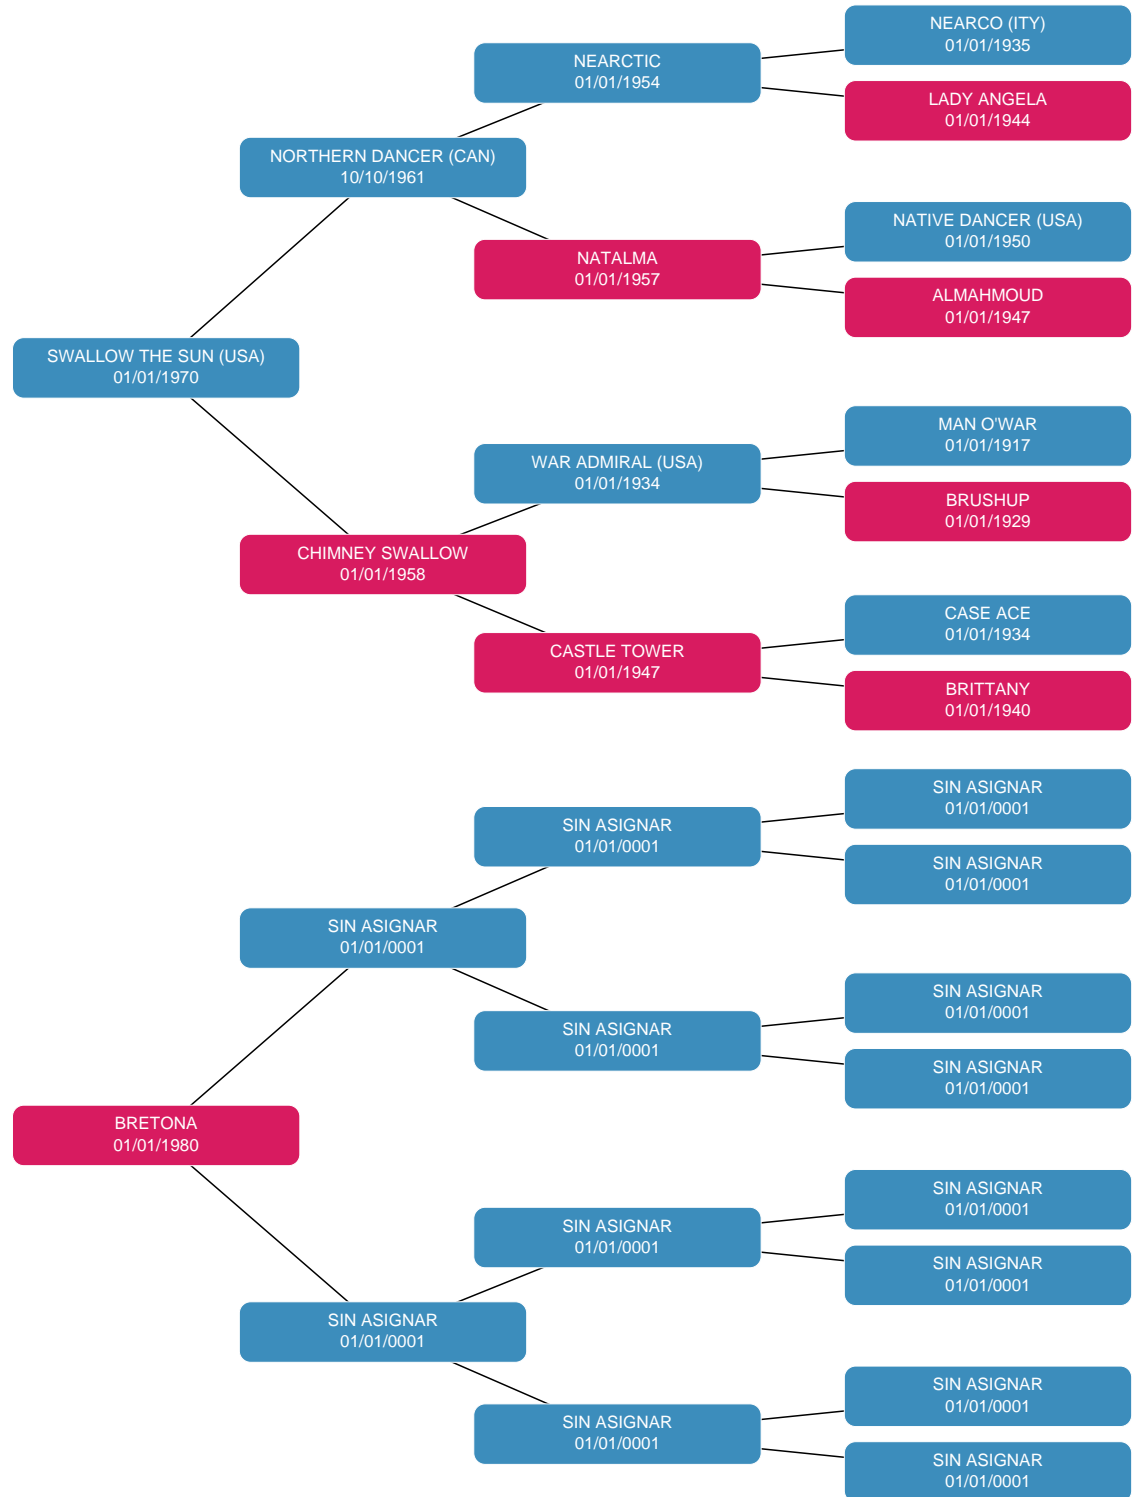 NEARCO (ITY)
01/01/1935
NEARCTIC
01/01/1954
LADY ANGELA
01/01/1944
NORTHERN DANCER (CAN)
10/10/1961
NATIVE DANCER (USA)
01/01/1950
NATALMA
01/01/1957
ALMAHMOUD
01/01/1947
SWALLOW THE SUN (USA)
01/01/1970
MAN O'WAR
01/01/1917
WAR ADMIRAL (USA)
01/01/1934
BRUSHUP
01/01/1929
CHIMNEY SWALLOW
01/01/1958
CASE ACE
01/01/1934
CASTLE TOWER
01/01/1947
BRITTANY
01/01/1940
SIN ASIGNAR
01/01/0001
SIN ASIGNAR
01/01/0001
SIN ASIGNAR
01/01/0001
SIN ASIGNAR
01/01/0001
SIN ASIGNAR
01/01/0001
SIN ASIGNAR
01/01/0001
SIN ASIGNAR
01/01/0001
BRETONA
01/01/1980
SIN ASIGNAR
01/01/0001
SIN ASIGNAR
01/01/0001
SIN ASIGNAR
01/01/0001
SIN ASIGNAR
01/01/0001
SIN ASIGNAR
01/01/0001
SIN ASIGNAR
01/01/0001
SIN ASIGNAR
01/01/0001